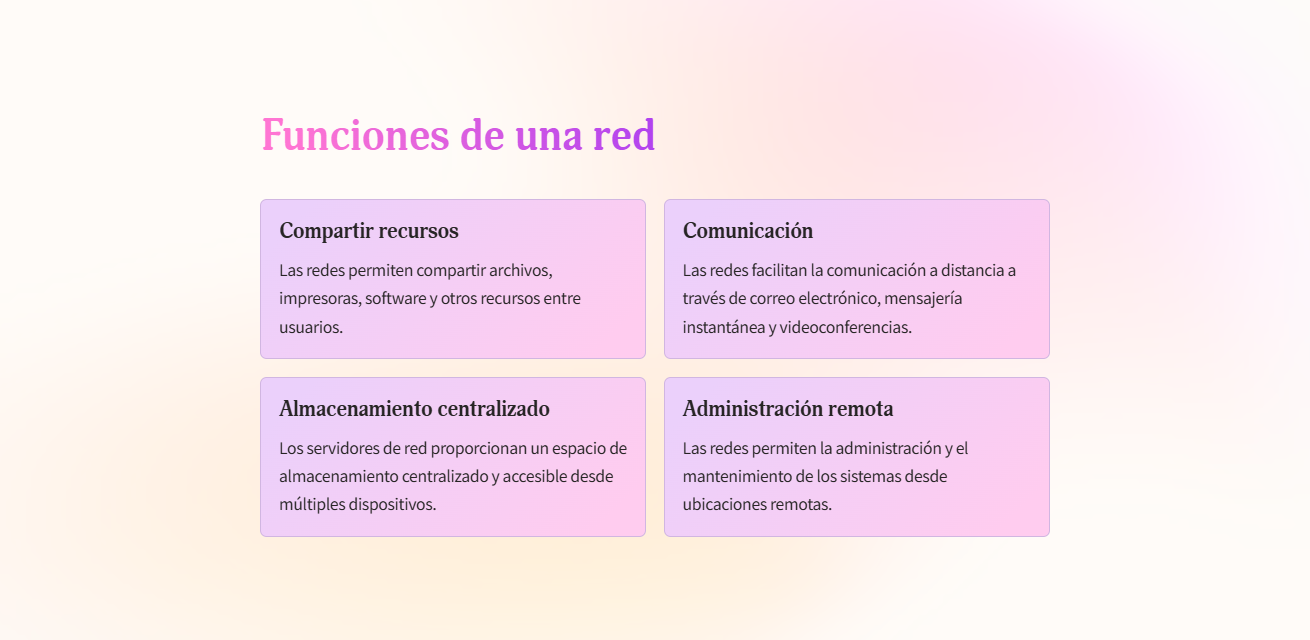 Funciones de una red
Compartir recursos
Las redes permiten compartir archivos,
impresoras, software y otros recursos entre
usuarios.
Comunicación
Las redes facilitan la comunicación a distancia a
través de correo electrónico, mensajería
instantánea y videoconferencias.
Almacenamiento centralizado
Los servidores de red proporcionan un espacio de
almacenamiento centralizado y accesible desde
múltiples dispositivos.
Administración remota
Las redes permiten la administración y el
mantenimiento de los sistemas desde
ubicaciones remotas.